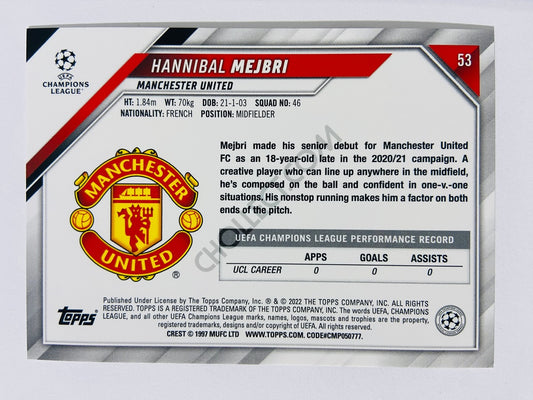 UEFA
CHAMPIONS
LEAGUE®
HANNIBAL MEJBRI
53
MANCHESTER UNITED
HT: 1.84m WT: 70kg DOB: 21-1-03 SQUAD NO: 46
NATIONALITY: FRENCH POSITION: MIDFIELDER
Mejbri made his senior debut for Manchester United
FC as an 18-year-old late in the 2020/21 campaign. A
creative player who can line up anywhere in the midfield,
he's composed on the ball and confident in one-v.-one
situations. His nonstop running makes him a factor on both
ends of the pitch.
MANCHESTER
UNITED
®
UEFA CHAMPIONS LEAGUE PERFORMANCE RECORD
APPS GOALS ASSISTS
UCL CAREER 0 0 0
Topps
Published Under License by The Topps Company, Inc. ® & © 2022 THE TOPPS COMPANY, INC. ALL RIGHTS
RESERVED. TOPPS IS A REGISTERED TRADEMARK OF THE TOPPS COMPANY, INC. The words UEFA, CHAMPIONS
LEAGUE, and all other UEFA Champions League marks, names, logos, mascots and trophies are the property,
registered trademarks, designs and/or copyright of UEFA. All rights reserved.
CREST © 1997 MUFC LTD WWW.TOPPS.COM. CODE#CMP050777.